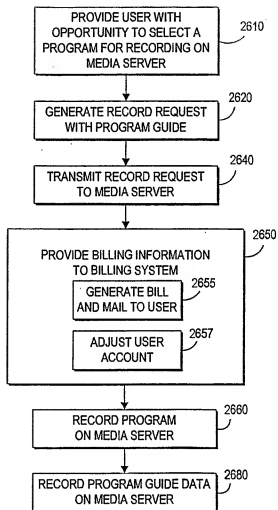 PROVIDE USER WITH
OPPORTUNITY TO SELECT A
PROGRAM FOR RECORDING ON
MEDIA SERVER
2610
GENERATE RECORD REQUEST
WITH PROGRAM GUIDE
2620
TRANSMIT RECORD REQUEST
TO MEDIA SERVER
2640
2650
PROVIDE BILLING INFORMATION
TO BILLING SYSTEM
2655
GENERATE BILL
AND MAIL TO USER
2657
ADJUST USER
ACCOUNT
2660
RECORD PROGRAM
ON MEDIA SERVER
2680
RECORD PROGRAM GUIDE DATA
ON MEDIA SERVER